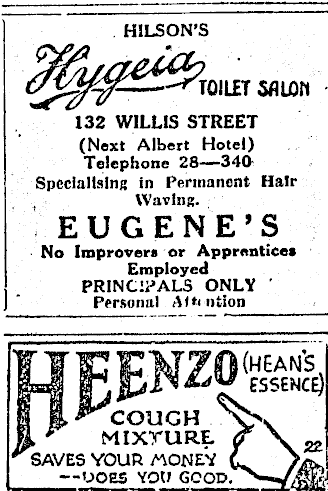 HILSON'S
Hygeia TOILET SALON
132 WILLIS STREET
(Next Albert Hotel)
Telephone 28—340
Specialising in Permanent Hair
Waving.
EUGENE'S
No Improvers or Apprentices
Employed
PRINCIPALS ONLY
Personal Attention
HEENZO (HEAN'S
ESSENCE)
COUGH
MIXTURE
SAVES YOUR MONEY
--DOES YOU GOOD.
22